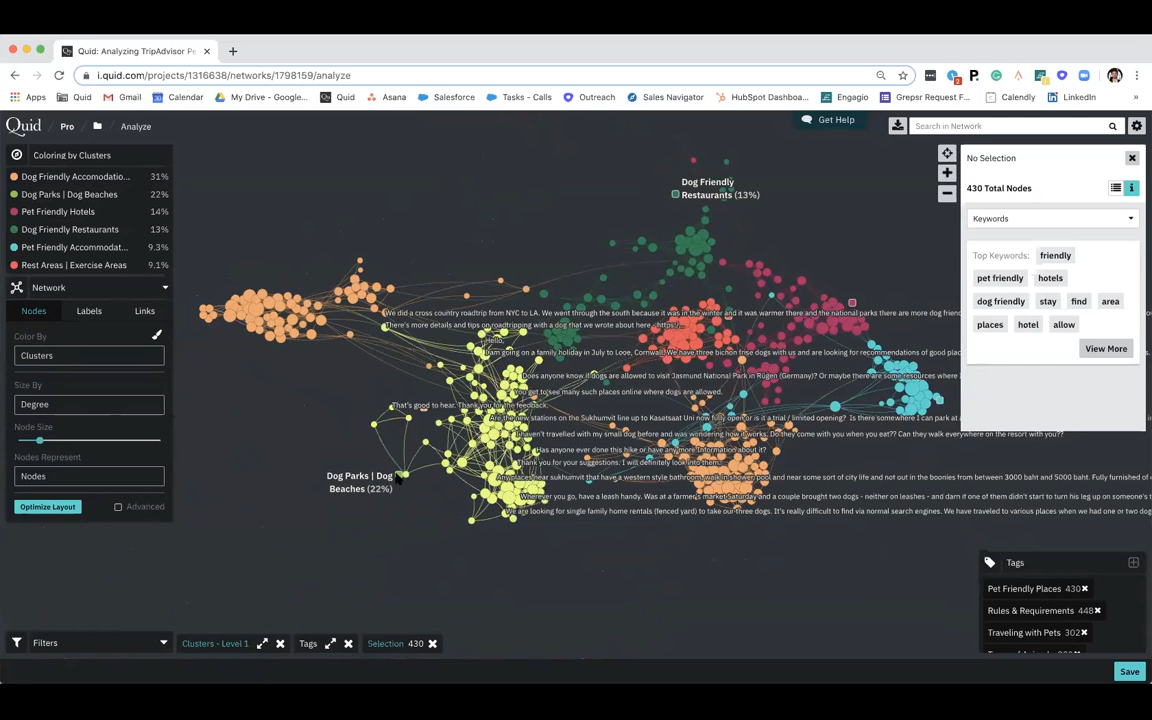 Quid: Analyzing TripAdvisor Pe
i.quid.com/projects/1316638/networks/1798159/analyze
2
Apps
Quid
Gmail
Calendar
My Drive - Google...
Quid
Asana
Salesforce
Tasks - Calls
Outreach
Sales Navigator
HubSpot Dashboa...
Engagio
Grepsr Request F...
Calendly
LinkedIn
Quid
Pro
Analyze
Get Help
Search in Network
Coloring by Clusters
Dog Friendly Accomodatio... 31%
Dog Parks | Dog Beaches 22%
Pet Friendly Hotels 14%
Dog Friendly Restaurants 13%
Pet Friendly Accommodat... 9.3%
Rest Areas | Exercise Areas 9.1%
Network
Nodes
Labels
Links
Color By
Clusters
Size By
Degree
Node Size
Nodes Represent
Nodes
Optimize Layout
Advanced
Dog Friendly
Restaurants (13%)
We did a cross country roadtrip from NYC to LA. We went through the south because it was in the winter and it was warmer there and the national parks there are more dog friend
There's more details and tips on roadtripping with a dog that we wrote about here <https:/...
Hello,
I am going on a family holiday in July to Looe, Cornwall. We have three bichon frise dogs with us and are looking for recommendations of good plac
Does anyone know if dogs are allowed to visit Jasmund National Park in Rügen (Germany)? Or maybe there are some resources where
You get to see many such places online where dogs are allowed.
That's good to hear. Thank you for the feedback.
Are the new stations on the Sukhumvit line up to Kasetsaat Uni now fully open or is it a trial / limited opening? Is there somewhere I can park at
I haven't travelled with my small dog before and was wondering how it works. Do they come with you when you eat?? Can they walk everywhere on the resort with you??
Has anyone ever done this hike or have any more information about it?
Thank you for your suggestions. I will definitely look into them.
Dog Parks | Dog
Beaches (22%)
Any places near sukhumvit that have a western style bathroom, walk in shower, pool and near some sort of city life and not out in the boonies from between 3000 baht and 5000 baht. Fully furnished of
Wherever you go, have a leash handy. Was at a farmers market Saturday and a couple brought two dogs - neither on leashes - and darn if one of them didn't start to turn his leg up on someone's t
We are looking for single family home rentals (fenced yard) to take our three dogs. It's really difficult to find via normal search engines. We have traveled to various places when we had one or two dog
No Selection
430 Total Nodes
Keywords
Top Keywords: friendly
pet friendly hotels
dog friendly stay find area
places hotel allow
View More
Tags
Pet Friendly Places 430
Rules & Requirements 448
Traveling with Pets 302
Filters
Clusters - Level 1
Tags
Selection 430
Save